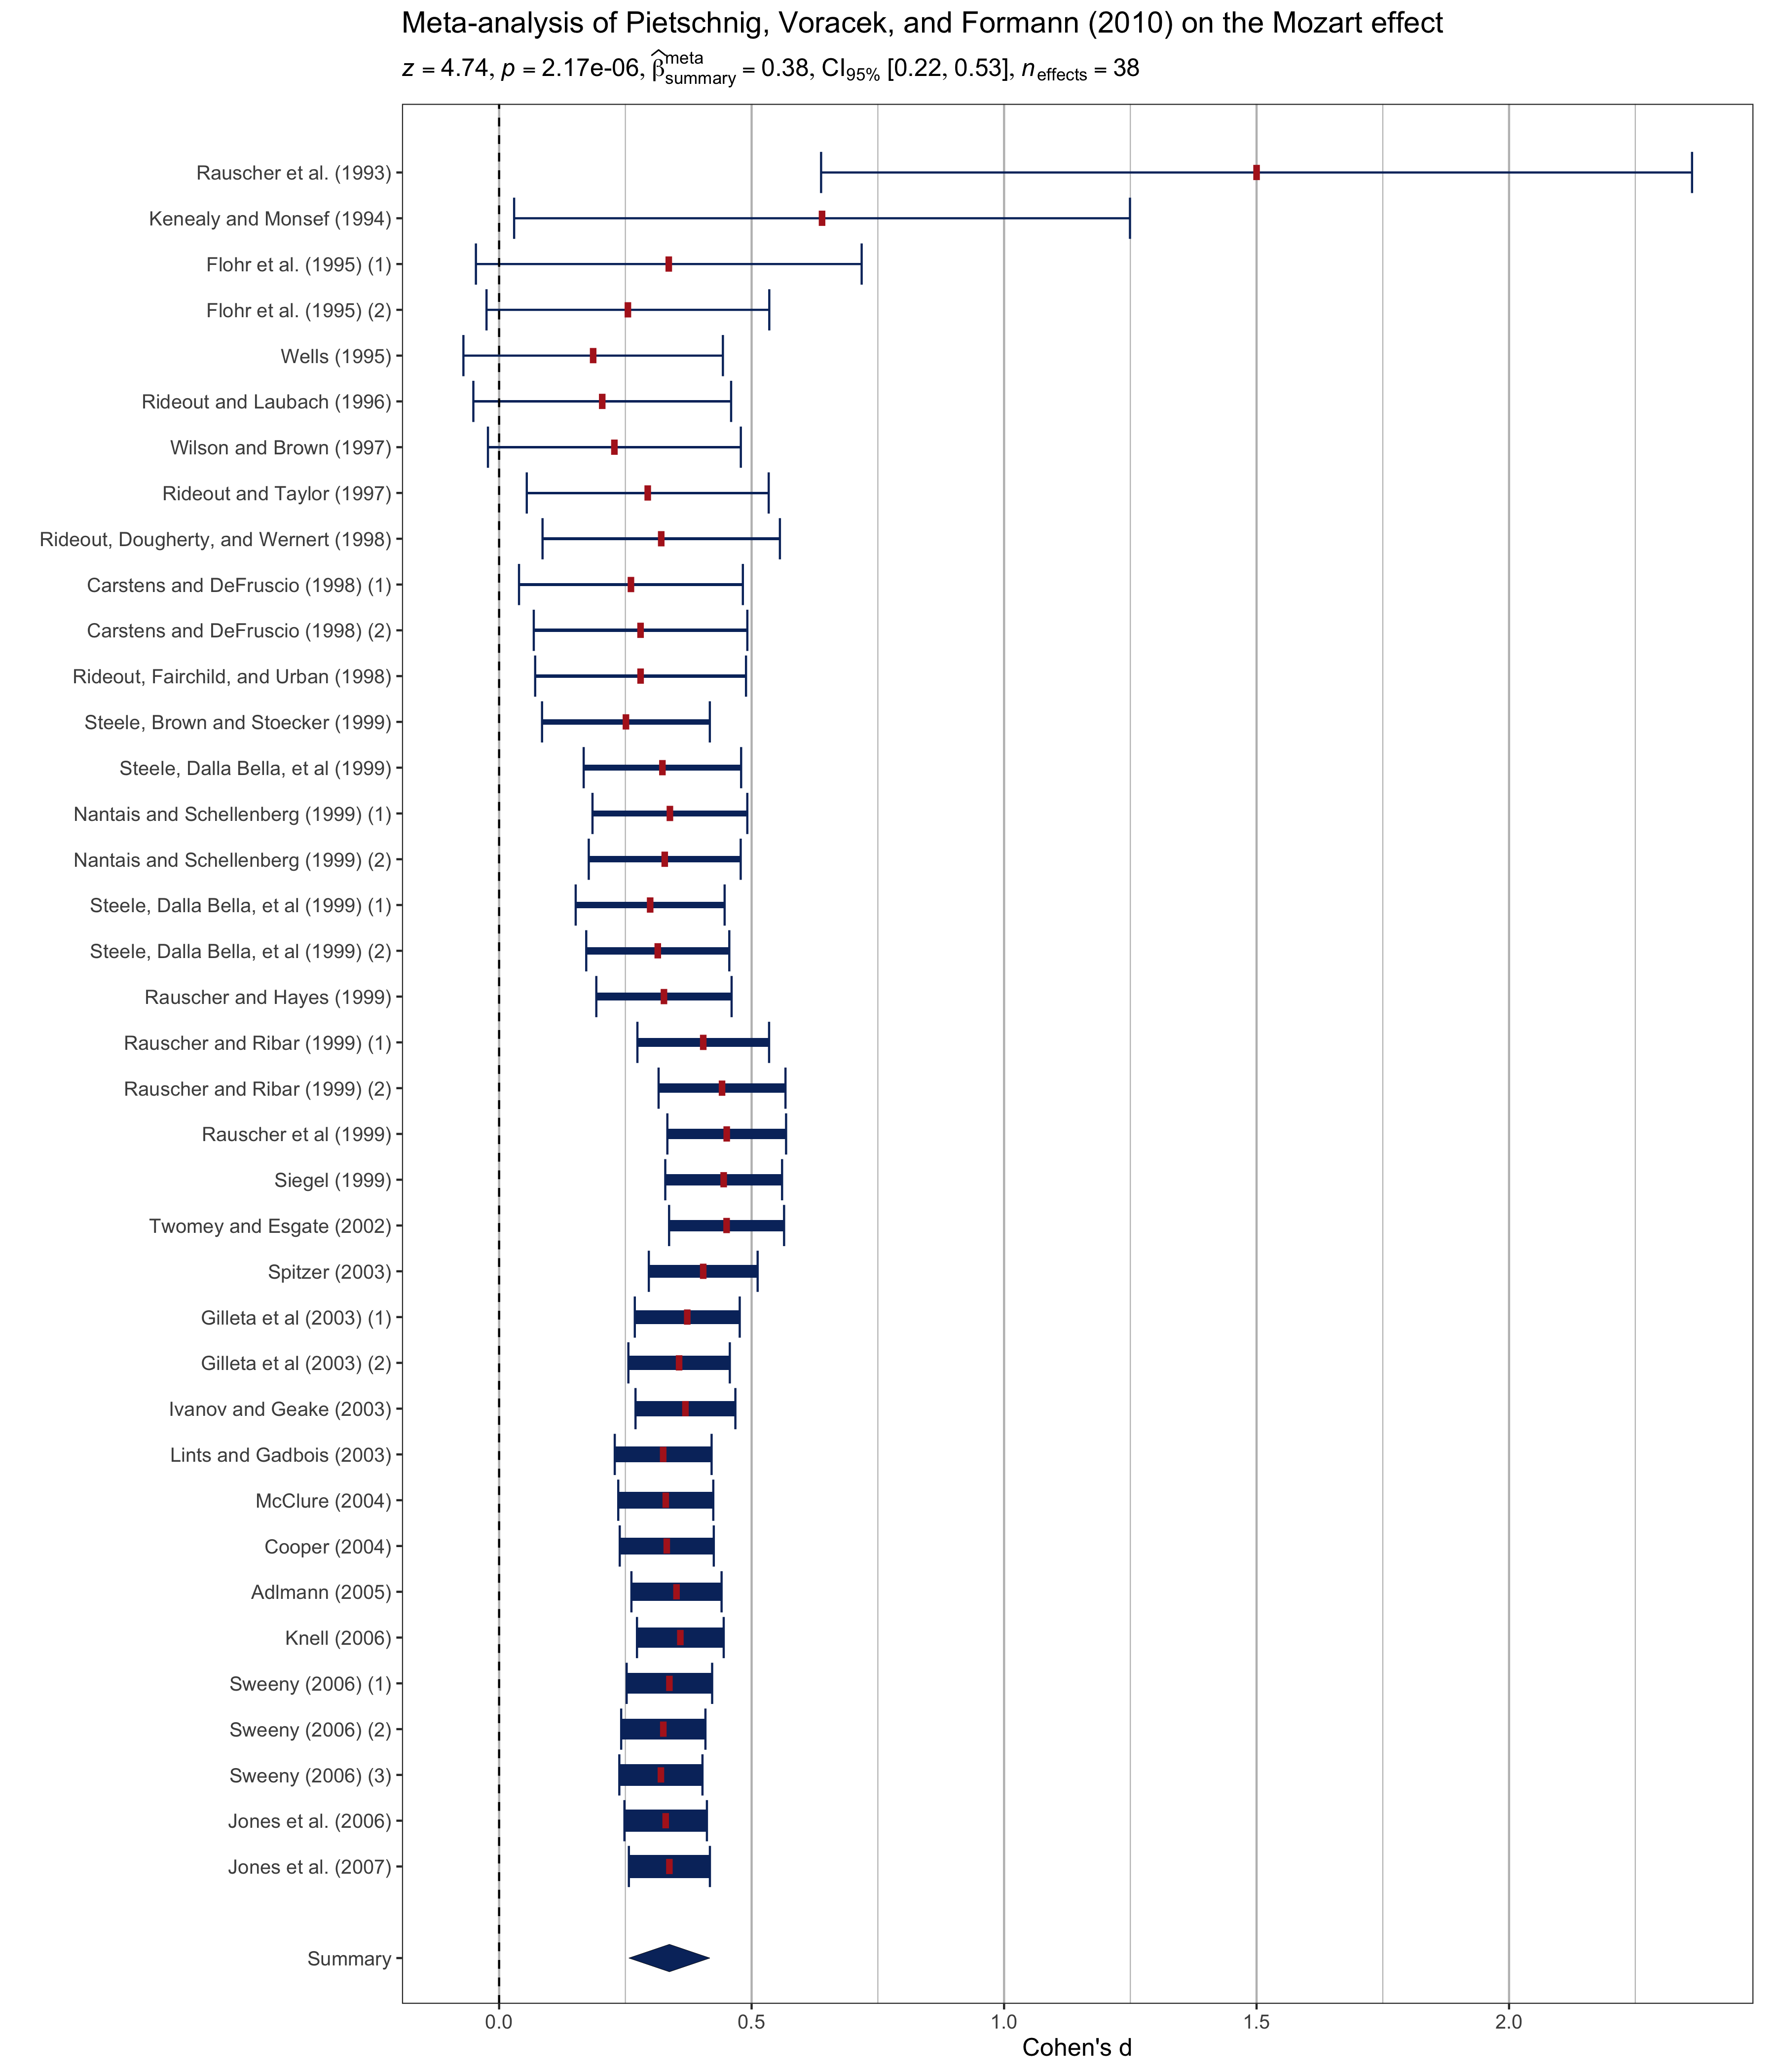 Meta-analysis of Pietschnig, Voracek, and Formann (2010) on the Mozart effect
z = 4.74, p = 2.17e-06, β̂ meta summary = 0.38, CI95% [0.22, 0.53], neffects = 38
Rauscher et al. (1993)
Kenealy and Monsef (1994)
Flohr et al. (1995) (1)
Flohr et al. (1995) (2)
Wells (1995)
Rideout and Laubach (1996)
Wilson and Brown (1997)
Rideout and Taylor (1997)
Rideout, Dougherty, and Wernert (1998)
Carstens and DeFruscio (1998) (1)
Carstens and DeFruscio (1998) (2)
Rideout, Fairchild, and Urban (1998)
Steele, Brown and Stoecker (1999)
Steele, Dalla Bella, et al (1999)
Nantais and Schellenberg (1999) (1)
Nantais and Schellenberg (1999) (2)
Steele, Dalla Bella, et al (1999) (1)
Steele, Dalla Bella, et al (1999) (2)
Rauscher and Hayes (1999)
Rauscher and Ribar (1999) (1)
Rauscher and Ribar (1999) (2)
Rauscher et al (1999)
Siegel (1999)
Twomey and Esgate (2002)
Spitzer (2003)
Gilleta et al (2003) (1)
Gilleta et al (2003) (2)
Ivanov and Geake (2003)
Lints and Gadbois (2003)
McClure (2004)
Cooper (2004)
Adlmann (2005)
Knell (2006)
Sweeny (2006) (1)
Sweeny (2006) (2)
Sweeny (2006) (3)
Jones et al. (2006)
Jones et al. (2007)
Summary
0.0 0.5 1.0 1.5 2.0
Cohen's d